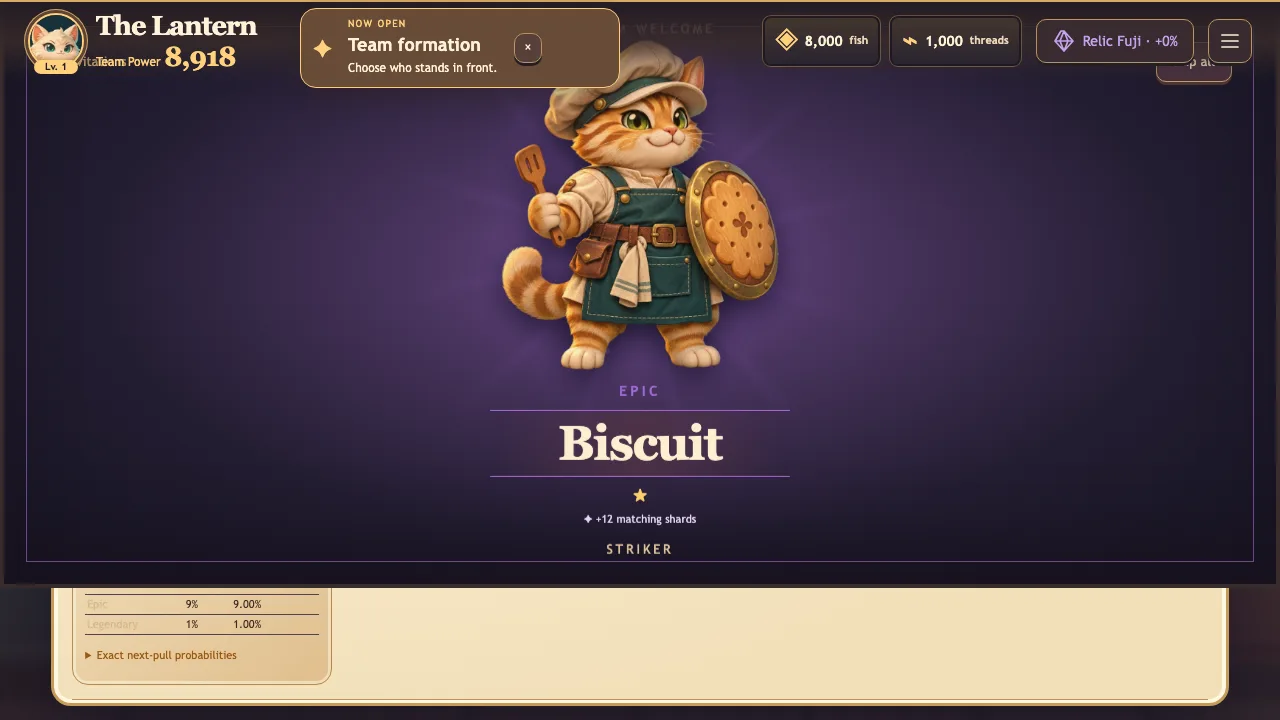 The Lantern
Lv. 1
Team Power 8,918
NOW OPEN
Team formation
Choose who stands in front.
×
WELCOME
8,000 fish
1,000 threads
Relic Fuji · +0%
EPIC
Biscuit
+12 matching shards
STRIKER
Epic 9% 9.00%
Legendary 1% 1.00%
Exact next-pull probabilities